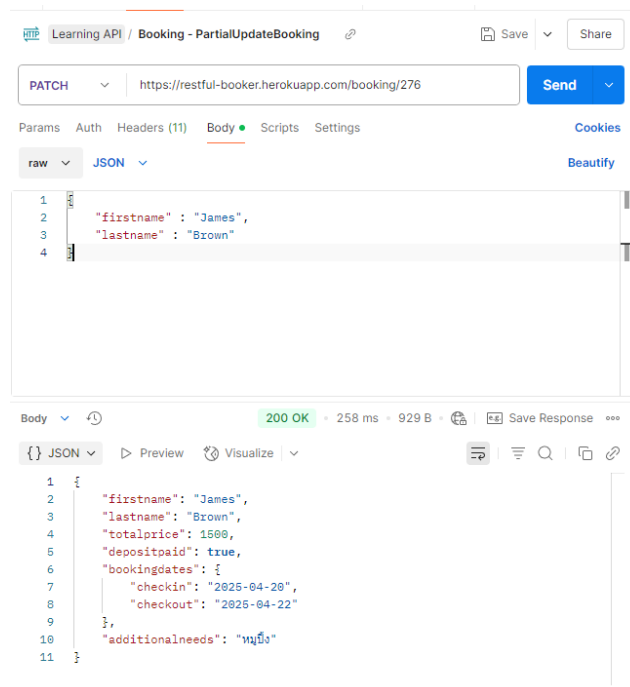 HTTP Learning API / Booking - PartialUpdateBooking Save Share
PATCH https://restful-booker.herokuapp.com/booking/276 Send
Params Auth Headers (11) Body Scripts Settings Cookies
raw JSON Beautify
1 {
2 "firstname" : "James",
3 "lastname" : "Brown"
4 }
Body 200 OK 258 ms 929 B e.g. Save Response
{} JSON Preview Visualize
1 {
2 "firstname": "James",
3 "lastname": "Brown",
4 "totalprice": 1500,
5 "depositpaid": true,
6 "bookingdates": {
7 "checkin": "2025-04-20",
8 "checkout": "2025-04-22"
9 },
10 "additionalneeds": "หมูปิ้ง"
11 }